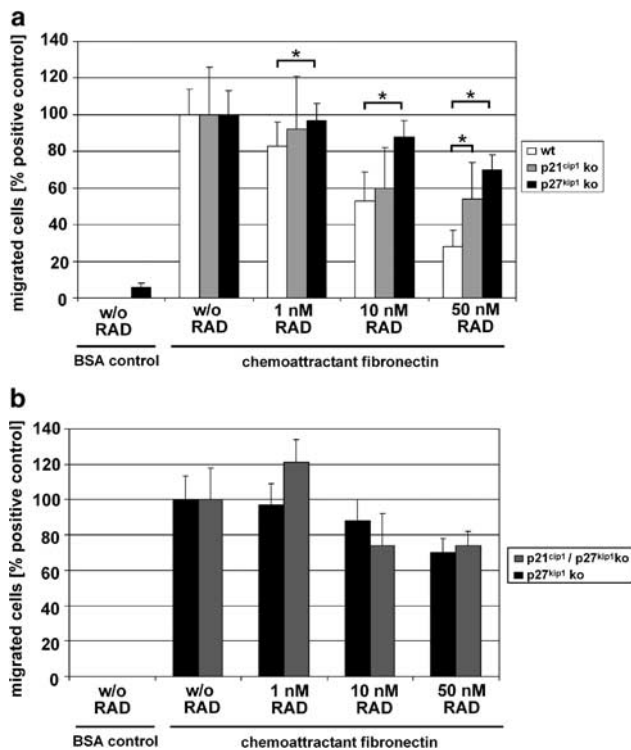 a
migrated cells [% positive control]
140
120
100
80
60
40
20
0
*
*
*
*
wt
p21cip1 ko
p27kip1 ko
w/o RAD
w/o RAD
1 nM RAD
10 nM RAD
50 nM RAD
BSA control
chemoattractant fibronectin
b
migrated cells [% positive control]
140
120
100
80
60
40
20
0
p21cip1 / p27kip1ko
p27kip1 ko
w/o RAD
w/o RAD
1 nM RAD
10 nM RAD
50 nM RAD
BSA control
chemoattractant fibronectin